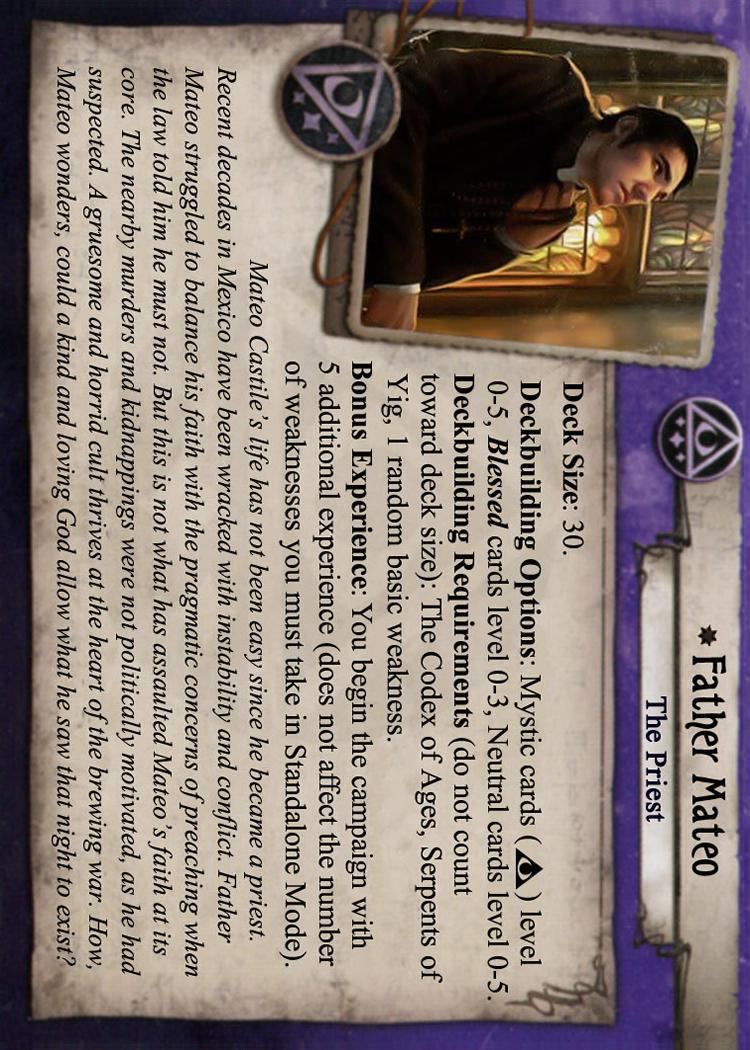 Father Mateo
The Priest
Deck Size: 30.
Deckbuilding Options: Mystic cards ( ) level
0-5, Blessed cards level 0-3, Neutral cards level 0-5.
Deckbuilding Requirements (do not count
toward deck size): The Codex of Ages, Serpents of
Yig, 1 random basic weakness.
Bonus Experience: You begin the campaign with
5 additional experience (does not affect the number
of weaknesses you must take in Standalone Mode).
Mateo Castile's life has not been easy since he became a priest.
Recent decades in Mexico have been wracked with instability and conflict. Father
Mateo struggled to balance his faith with the pragmatic concerns of preaching when
the law told him he must not. But this is not what has assaulted Mateo's faith at its
core. The nearby murders and kidnappings were not politically motivated, as he had
suspected. A gruesome and horrid cult thrives at the heart of the brewing war. How,
Mateo wonders, could a kind and loving God allow what he saw that night to exist?